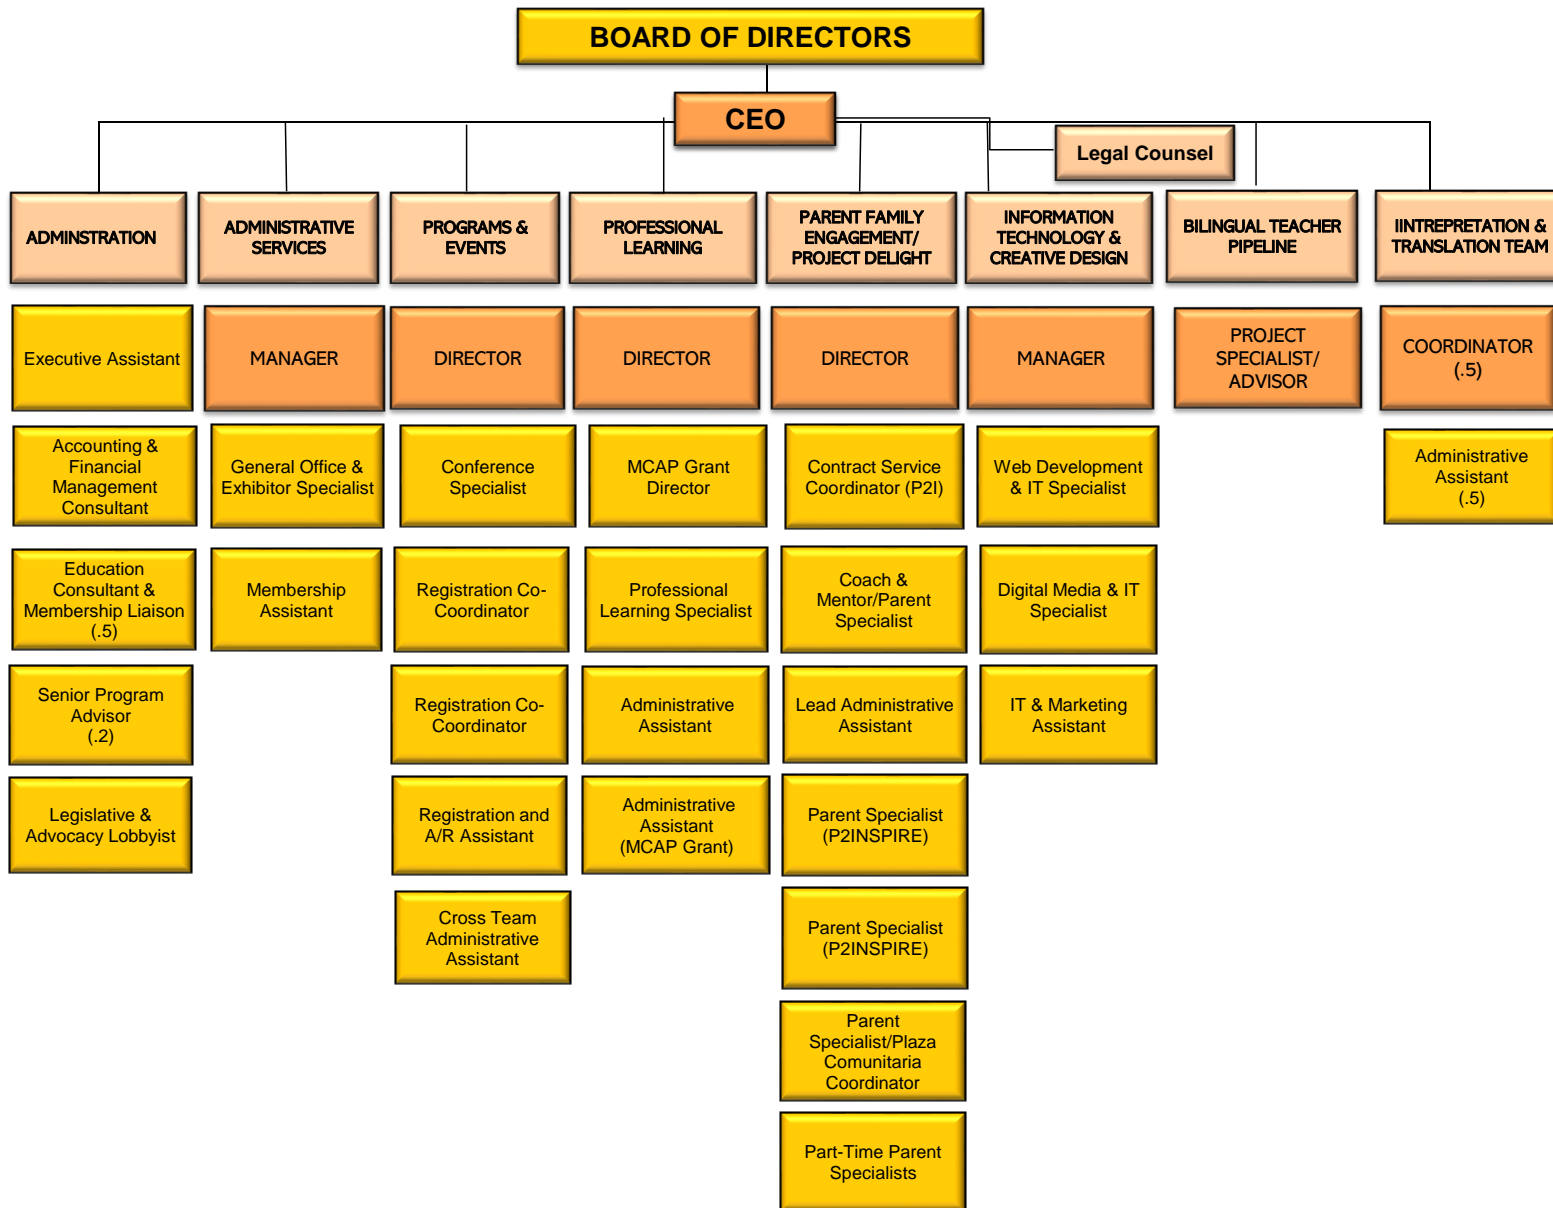 BOARD OF DIRECTORS
CEO
Legal Counsel
ADMINSTRATION
ADMINISTRATIVE
SERVICES
PROGRAMS &
EVENTS
PROFESSIONAL
LEARNING
PARENT FAMILY
ENGAGEMENT/
PROJECT DELIGHT
INFORMATION
TECHNOLOGY &
CREATIVE DESIGN
BILINGUAL TEACHER
PIPELINE
IINTREPRETATION &
TRANSLATION TEAM
Executive Assistant
MANAGER
DIRECTOR
DIRECTOR
DIRECTOR
MANAGER
PROJECT
SPECIALIST/
ADVISOR
COORDINATOR
(.5)
Accounting &
Financial
Management
Consultant
General Office &
Exhibitor Specialist
Conference
Specialist
MCAP Grant
Director
Contract Service
Coordinator (P2I)
Web Development
& IT Specialist
Administrative
Assistant
(.5)
Education
Consultant &
Membership Liaison
(.5)
Membership
Assistant
Registration Co-
Coordinator
Professional
Learning Specialist
Coach &
Mentor/Parent
Specialist
Digital Media & IT
Specialist
Senior Program
Advisor
(.2)
Registration Co-
Coordinator
Administrative
Assistant
Lead Administrative
Assistant
IT & Marketing
Assistant
Legislative &
Advocacy Lobbyist
Registration and
A/R Assistant
Administrative
Assistant
(MCAP Grant)
Parent Specialist
(P2INSPIRE)
Cross Team
Administrative
Assistant
Parent Specialist
(P2INSPIRE)
Parent
Specialist/Plaza
Comunitaria
Coordinator
Part-Time Parent
Specialists